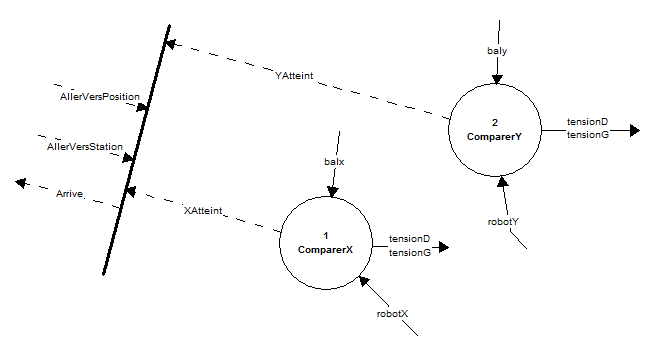 baly
YAtteint
AllerVersPosition
2
ComparerY
tensionD
tensionG
AllerVersStation
balx
Arrive
XAtteint
robotY
1
ComparerX
tensionD
tensionG
robotX